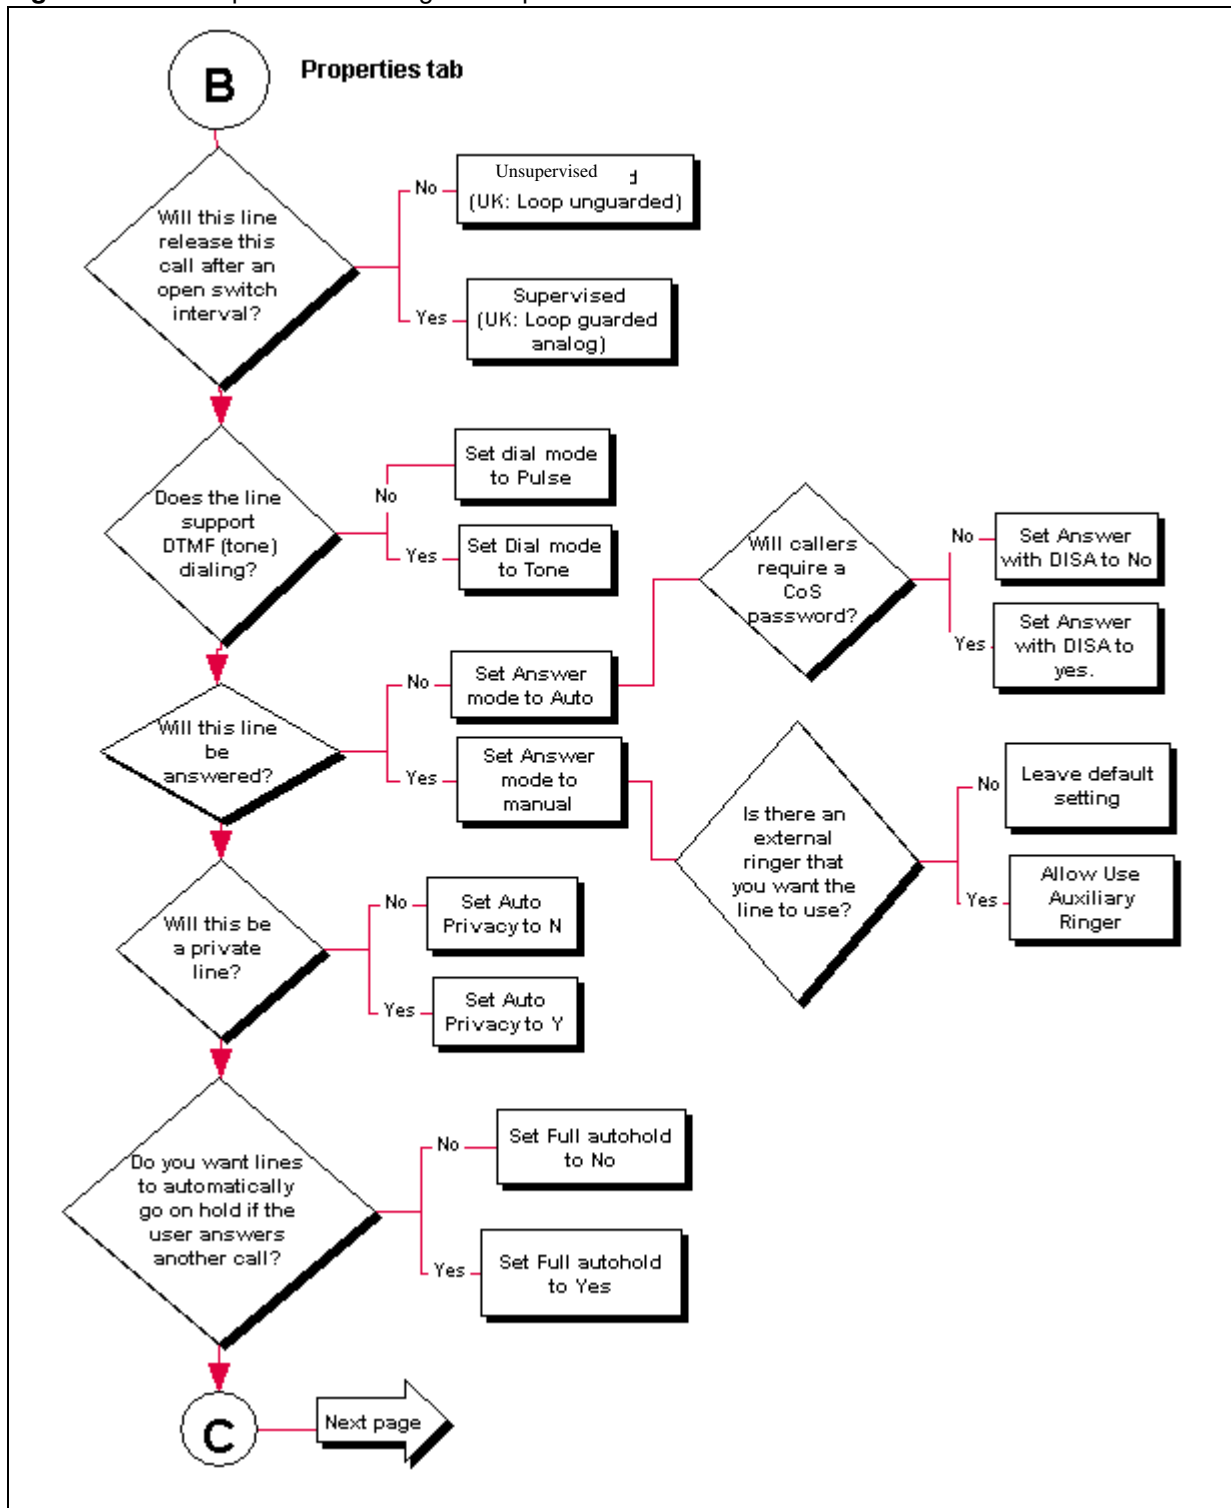 B
Properties tab
Will this line
release this
call after an
open switch
interval?
No
Unsupervised
(UK: Loop unguarded)
Yes
Supervised
(UK: Loop guarded
analog)
Does the line
support
DTMF (tone)
dialing?
No
Set dial mode
to Pulse
Yes
Set Dial mode
to Tone
Will this line
be
answered?
No
Set Answer
mode to Auto
Yes
Set Answer
mode to
manual
Will callers
require a
CoS
password?
No
Set Answer
with DISA to No
Yes
Set Answer
with DISA to
yes.
Is there an
external
ringer that
you want the
line to use?
No
Leave default
setting
Yes
Allow Use
Auxiliary
Ringer
Will this be
a private
line?
No
Set Auto
Privacy to N
Yes
Set Auto
Privacy to Y
Do you want lines
to automatically
go on hold if the
user answers
another call?
No
Set Full autohold
to No
Yes
Set Full autohold
to Yes
C
Next page